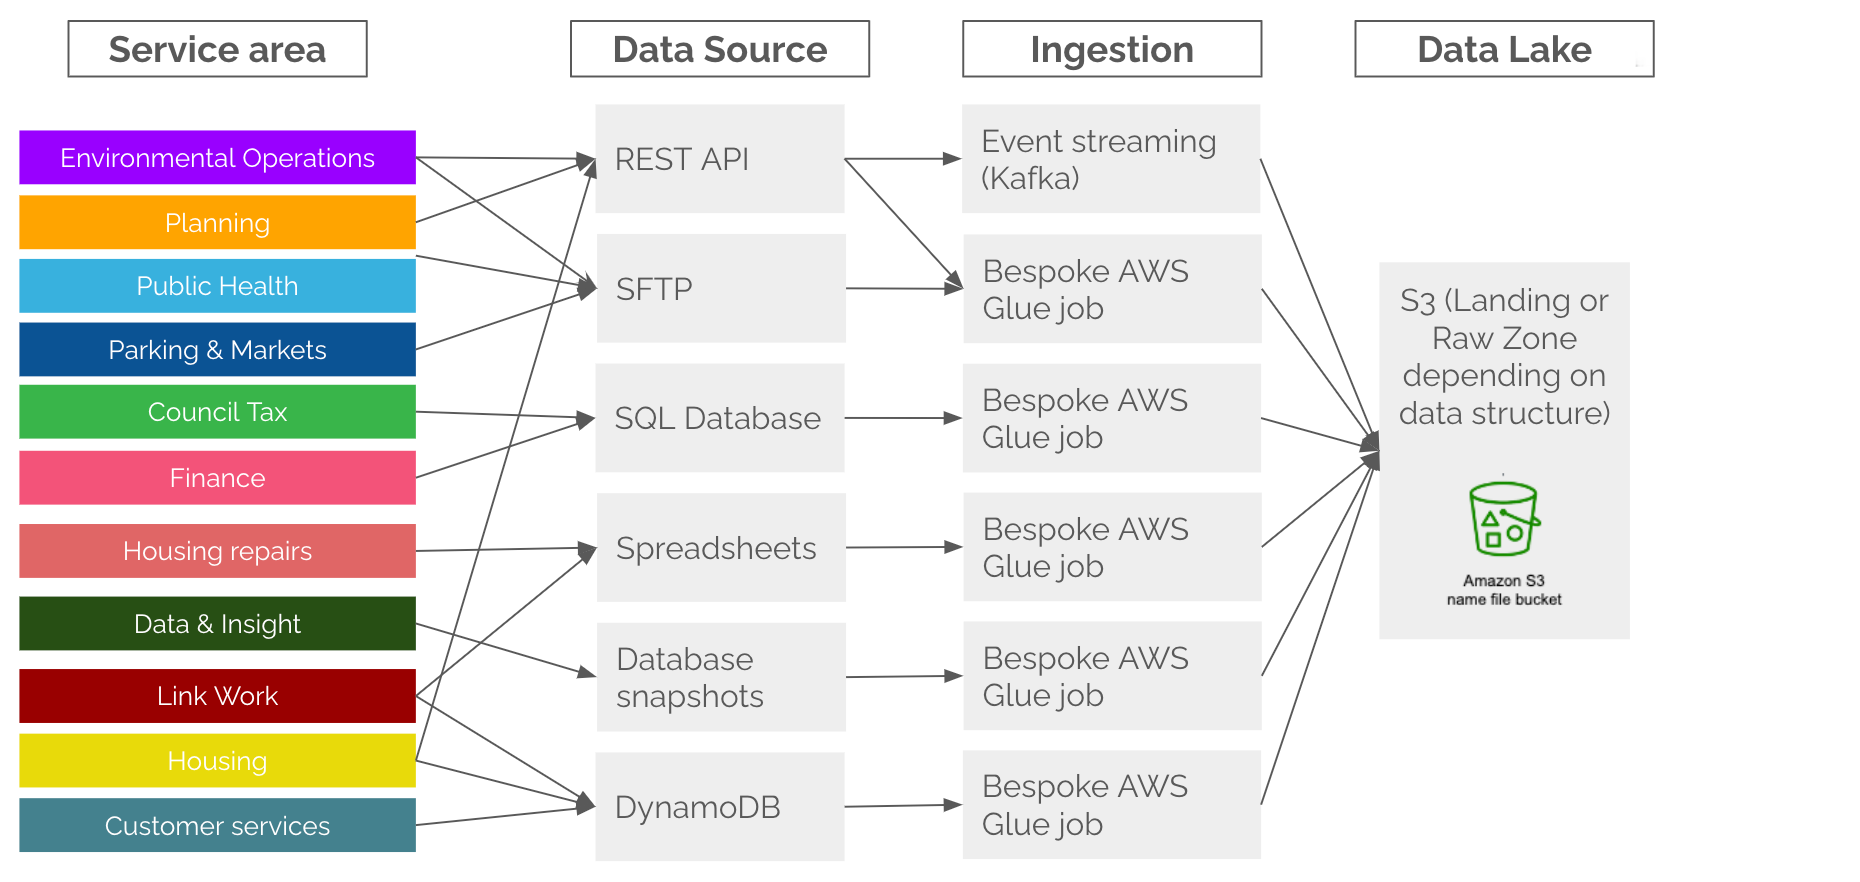 Service area
Data Source
Ingestion
Data Lake
Environmental Operations
Planning
Public Health
Parking & Markets
Council Tax
Finance
Housing repairs
Data & Insight
Link Work
Housing
Customer services
REST API
SFTP
SQL Database
Spreadsheets
Database
snapshots
DynamoDB
Event streaming
(Kafka)
Bespoke AWS
Glue job
Bespoke AWS
Glue job
Bespoke AWS
Glue job
Bespoke AWS
Glue job
Bespoke AWS
Glue job
S3 (Landing or
Raw Zone
depending on
data structure)
Amazon S3
name file bucket